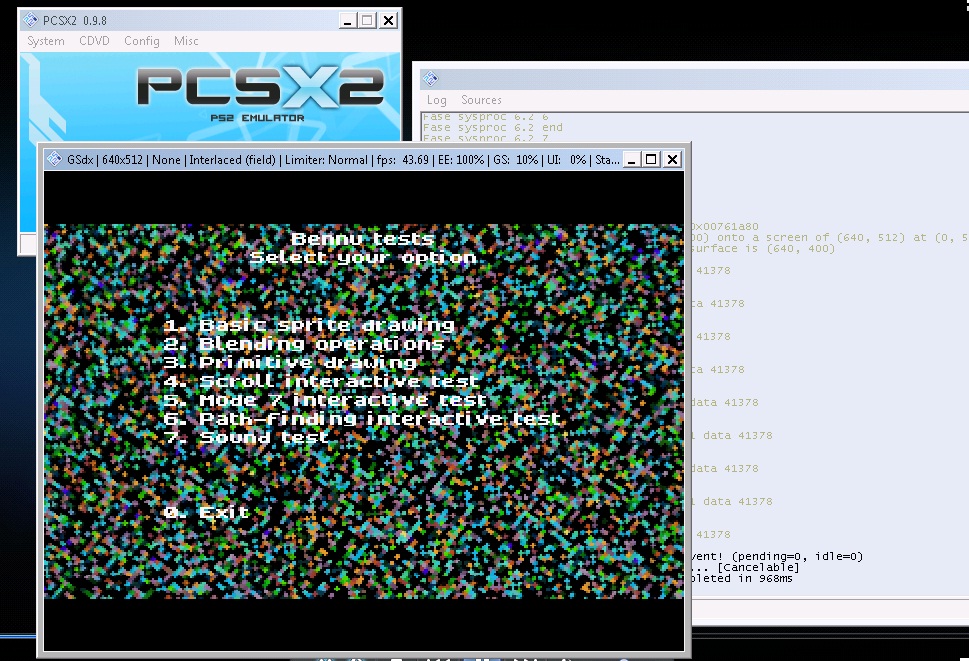 PCSX2 0.9.8
System CDVD Config Misc
PCSX2
PS2 EMULATOR
Log Sources
Fase sysproc 6.2 6
Fase sysproc 6.2 end
Fase sysproc 6.2 7
GSdx | 640x512 | None | Interlaced (field) | Limiter: Normal | fps: 43.69 | EE: 100% | GS: 10% | UI: 0% | Sta...
Bennu tests
Select your option
1. Basic sprite drawing
2. Blending operations
3. Primitive drawing
4. Scroll interactive test
5. Mode 7 interactive test
6. Path-finding interactive test
7. Sound test
0. Exit
0x00761a80
00) onto a screen of (640, 512) at (0, 5
surface is (640, 400)
41378
ta 41378
41378
ta 41378
data 41378
l data 41378
data 41378
l data 41378
41378
vent! (pending=0, idle=0)
... [Cancelable]
pleted in 968ms